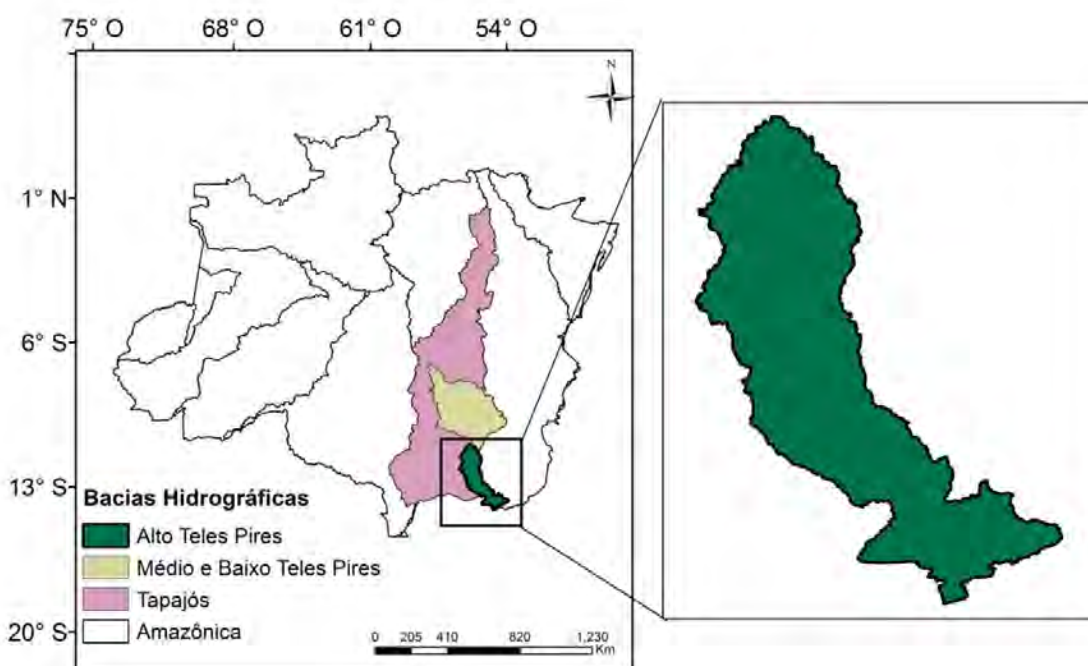 75° O 68° O 61° O 54° O
N
1° N
6° S
13° S
20° S
Bacias Hidrográficas
Alto Teles Pires
Médio e Baixo Teles Pires
Tapajós
Amazônica
0 205 410 820 1,230
Km